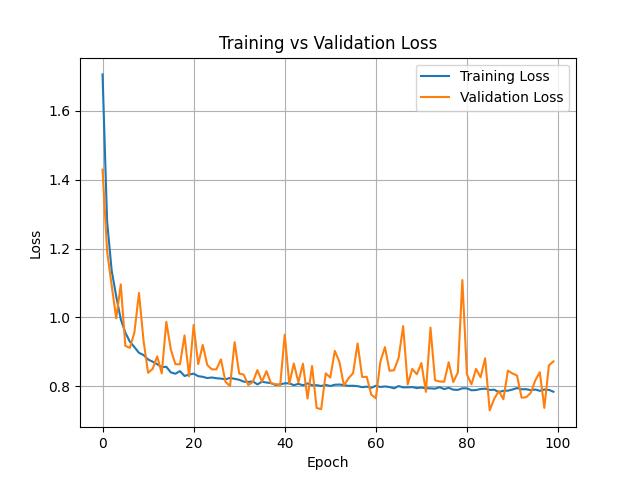 Training vs Validation Loss
Training Loss
Validation Loss
1.6
1.4
1.2
1.0
0.8
Loss
0 20 40 60 80 100
Epoch